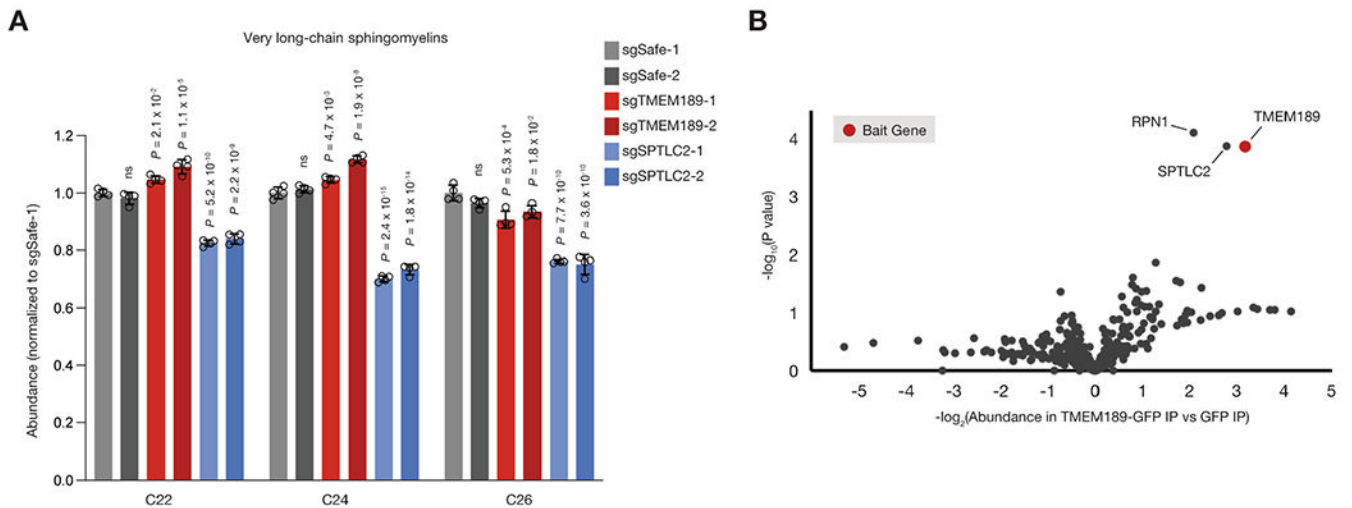 A
Very long-chain sphingomyelins
sgSafe-1
sgSafe-2
sgTMEM189-1
sgTMEM189-2
sgSPTLC2-1
sgSPTLC2-2
Abundance (normalized to sgSafe-1)
1.2
1.0
0.8
0.6
0.4
0.2
0.0
ns
P = 2.1 x 10⁻²
P = 1.1 x 10⁻⁵
P = 5.2 x 10⁻¹⁰
P = 2.2 x 10⁻⁹
ns
P = 4.7 x 10⁻³
P = 1.9 x 10⁻⁸
P = 2.4 x 10⁻¹⁵
P = 1.8 x 10⁻¹⁴
ns
P = 5.3 x 10⁻⁴
P = 1.8 x 10⁻²
P = 7.7 x 10⁻¹⁰
P = 3.6 x 10⁻¹⁰
C22
C24
C26
B
Bait Gene
RPN1
TMEM189
SPTLC2
-log₁₀(P value)
4
3
2
1
0
-5
-4
-3
-2
-1
0
1
2
3
4
5
-log₂(Abundance in TMEM189-GFP IP vs GFP IP)